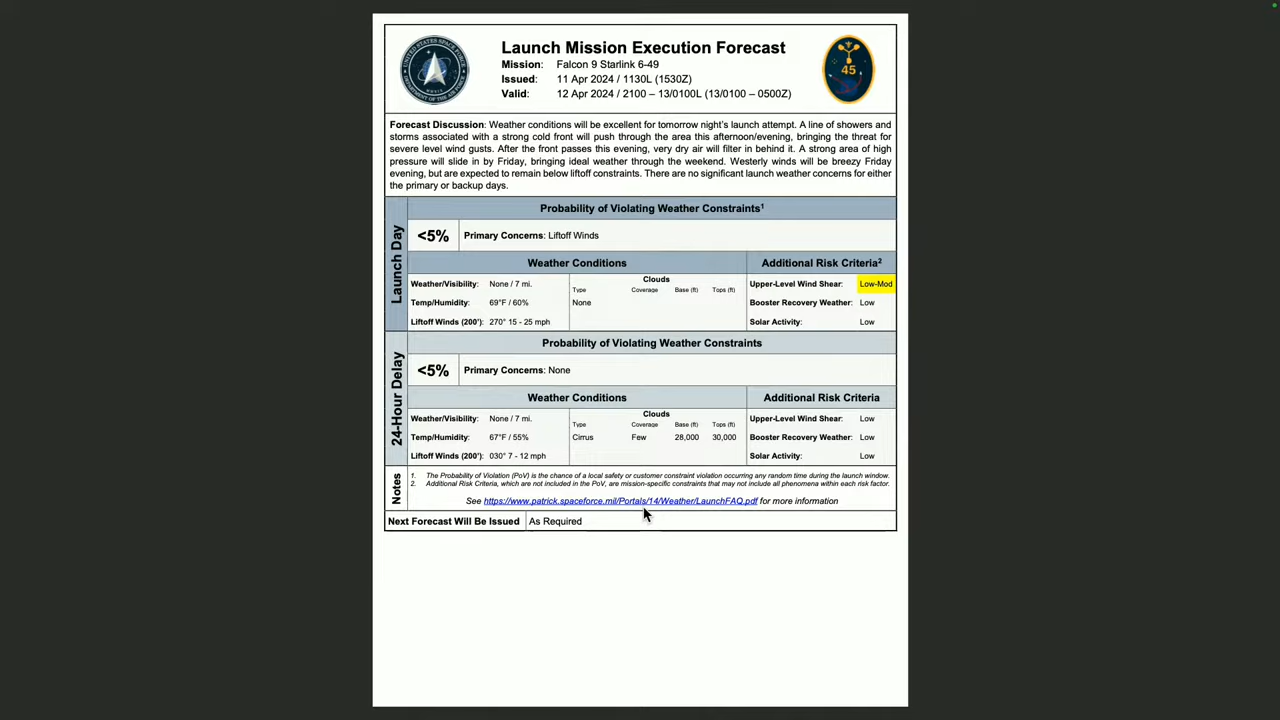 Launch Mission Execution Forecast
Mission: Falcon 9 Starlink 6-49
Issued: 11 Apr 2024 / 1130L (1530Z)
Valid: 12 Apr 2024 / 2100 – 13/0100L (13/0100 – 0500Z)
45
Forecast Discussion: Weather conditions will be excellent for tomorrow night's launch attempt. A line of showers and
storms associated with a strong cold front will push through the area this afternoon/evening, bringing the threat for
severe level wind gusts. After the front passes this evening, very dry air will filter in behind it. A strong area of high
pressure will slide in by Friday, bringing ideal weather through the weekend. Westerly winds will be breezy Friday
evening, but are expected to remain below liftoff constraints. There are no significant launch weather concerns for either
the primary or backup days.
Launch Day
Probability of Violating Weather Constraints¹
<5% Primary Concerns: Liftoff Winds
Weather Conditions Additional Risk Criteria²
Clouds
Type Coverage Base (ft) Tops (ft)
Weather/Visibility: None / 7 mi. Upper-Level Wind Shear: Low-Mod
Temp/Humidity: 69°F / 60% None Booster Recovery Weather: Low
Liftoff Winds (200'): 270° 15 - 25 mph Solar Activity: Low
24-Hour Delay
Probability of Violating Weather Constraints
<5% Primary Concerns: None
Weather Conditions Additional Risk Criteria
Clouds
Type Coverage Base (ft) Tops (ft)
Weather/Visibility: None / 7 mi. Upper-Level Wind Shear: Low
Temp/Humidity: 67°F / 55% Cirrus Few 28,000 30,000 Booster Recovery Weather: Low
Liftoff Winds (200'): 030° 7 - 12 mph Solar Activity: Low
Notes
1. The Probability of Violation (PoV) is the chance of a local safety or customer constraint violation occurring any random time during the launch window.
2. Additional Risk Criteria, which are not included in the PoV, are mission-specific constraints that may not include all phenomena within each risk factor.
See https://www.patrick.spaceforce.mil/Portals/14/Weather/LaunchFAQ.pdf for more information
Next Forecast Will Be Issued As Required